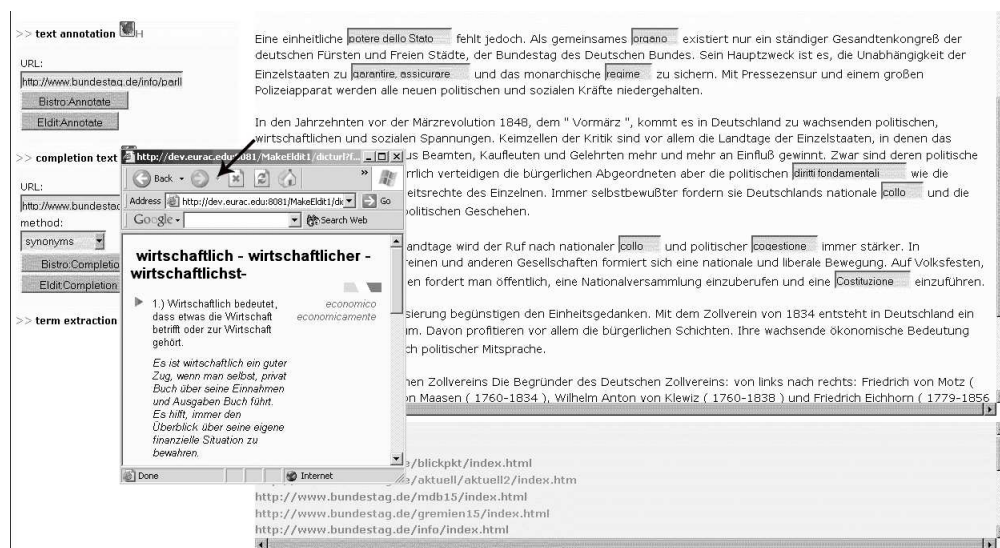 >> text annotation H
URL:
http://www.bundestag.de/info/parll
Bistro:Annotate
Eldit:Annotate
>> completion text
URL:
http://www.bundestag
method:
synonyms
Bistro:Completio
Eldit:Completion
>> term extraction
Eine einheitliche potere dello Stato fehlt jedoch. Als gemeinsames organo existiert nur ein ständiger Gesandtenkongreß der
deutschen Fürsten und Freien Städte, der Bundestag des Deutschen Bundes. Sein Hauptzweck ist es, die Unabhängigkeit der
Einzelstaaten zu garantire, assicurare und das monarchische regime zu sichern. Mit Pressezensur und einem großen
Polizeiapparat werden alle neuen politischen und sozialen Kräfte niedergehalten.
In den Jahrzehnten vor der Märzrevolution 1848, dem " Vormärz ", kommt es in Deutschland zu wachsenden politischen,
wirtschaftlichen und sozialen Spannungen. Keimzellen der Kritik sind vor allem die Landtage der Einzelstaaten, in denen das
us Beamten, Kaufleuten und Gelehrten mehr und mehr an Einfluß gewinnt. Zwar sind deren politische
rrlich verteidigen die bürgerlichen Abgeordneten aber die politischen diritti fondamentali wie die
eitsrechte des Einzelnen. Immer selbstbewußter fordern sie Deutschlands nationale collo und die
olitischen Geschehen.
andtage wird der Ruf nach nationaler collo und politischer cogestione immer stärker. In
reinen und anderen Gesellschaften formiert sich eine nationale und liberale Bewegung. Auf Volksfesten,
en fordert man öffentlich, eine Nationalversammlung einzuberufen und eine Costituzione einzuführen.
sierung begünstigen den Einheitsgedanken. Mit dem Zollverein von 1834 entsteht in Deutschland ein
um. Davon profitieren vor allem die bürgerlichen Schichten. Ihre wachsende ökonomische Bedeutung
ch politischer Mitsprache.
chen Zollvereins Die Begründer des Deutschen Zollvereins: von links nach rechts: Friedrich von Motz (
on Maasen ( 1760-1834 ), Wilhelm Anton von Klewiz ( 1760-1838 ) und Friedrich Eichhorn ( 1779-1856
http://dev.eurac.edu:8081/MakeEldit1/dicturl?f...
Back
Address http://dev.eurac.edu:8081/MakeEldit1/dic Go
Google Search Web
wirtschaftlich - wirtschaftlicher -
wirtschaftlichst-
1.) Wirtschaftlich bedeutet, economico
dass etwas die Wirtschaft economicamente
betrifft oder zur Wirtschaft
gehört.
Es ist wirtschaftlich ein guter
Zug, wenn man selbst, privat
Buch über seine Einnahmen
und Ausgaben Buch führt.
Es hilft, immer den
Überblick über seine eigene
finanzielle Situation zu
bewahren.
Done Internet
e/blickpkt/index.html
e/aktuell/aktuell2/index.htm
http://www.bundestag.de/mdb15/index.html
http://www.bundestag.de/gremien15/index.html
http://www.bundestag.de/info/index.html